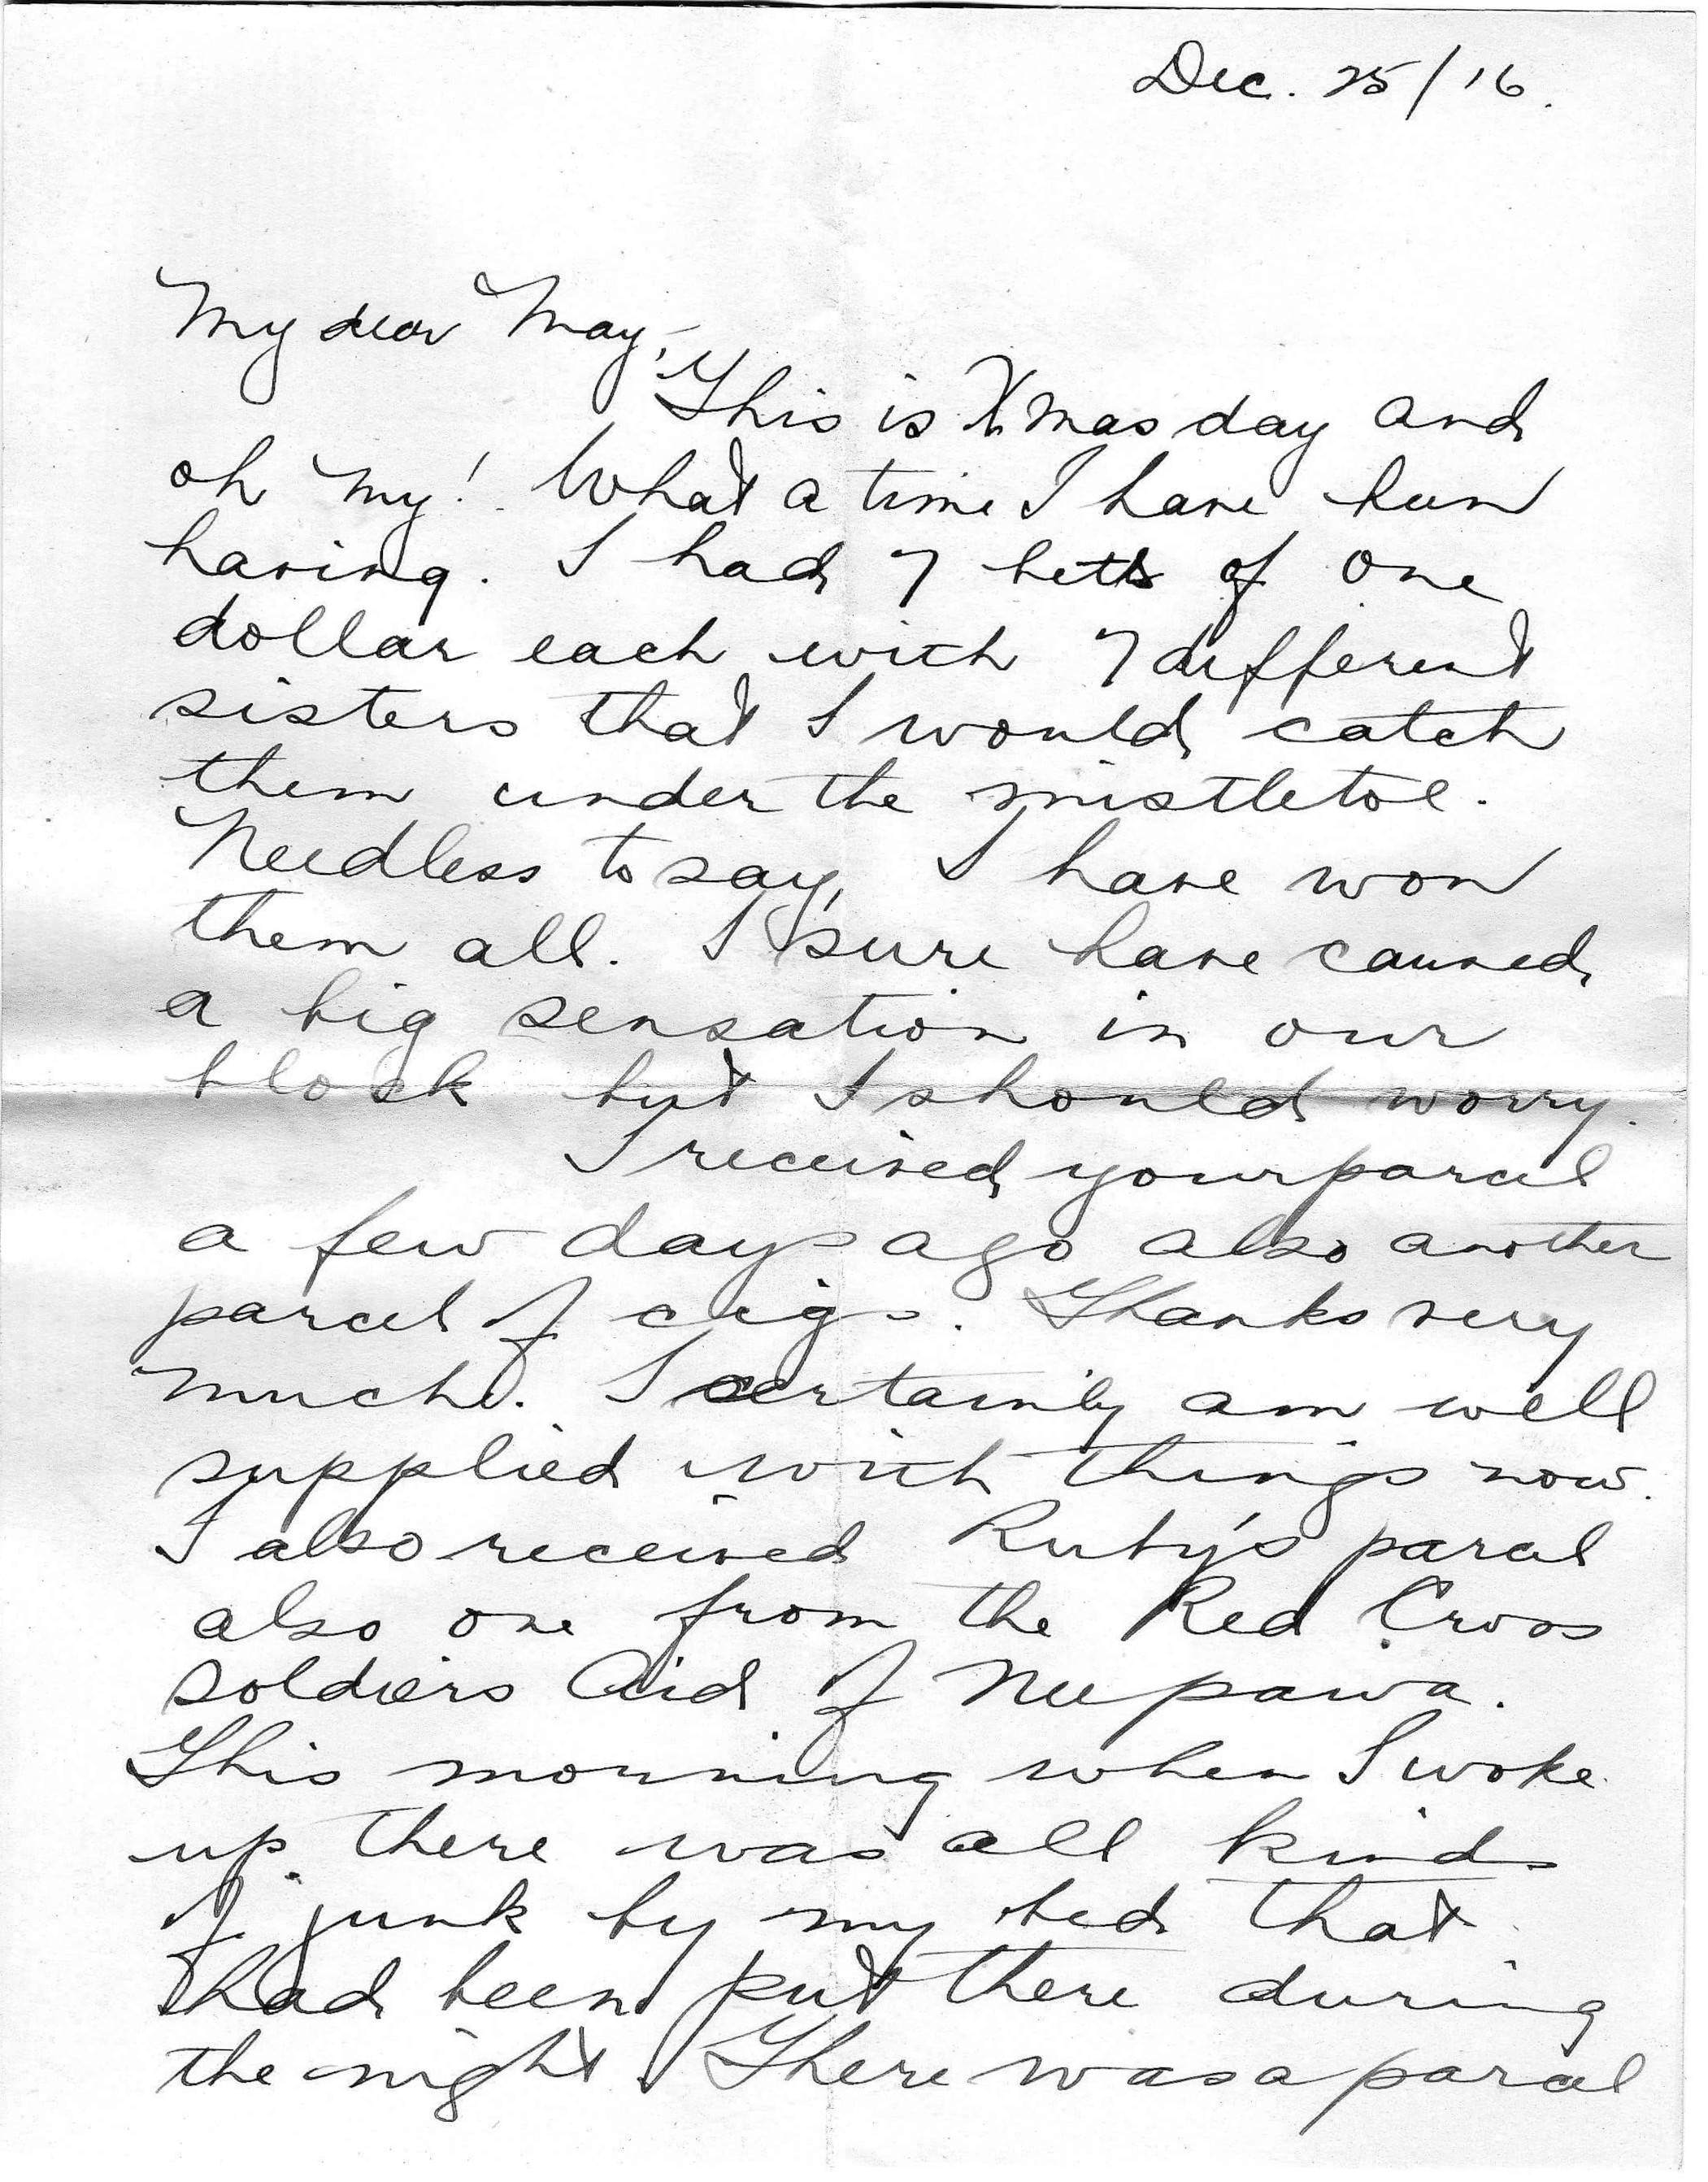 Dec. 25/16.
My dear May,-
This is Xmas day and
oh my! What a time I have been
having. I had 7 bets of one
dollar each with 7 different
sisters that I would catch
them under the mistletoe.
Needless to say, I have won
them all. I sure have caused
a big sensation in our
block but I should worry.
I received your parcel
a few days ago also another
parcel of cigs. Thanks very
much. I certainly am well
supplied with things now.
I also received Ruby's parcel
also one from the Red Cross
soldiers Aid of Neepawa.
This morning when I woke
up there was all kinds
of junk by my bed that
had been put there during
the night. There was a parcel